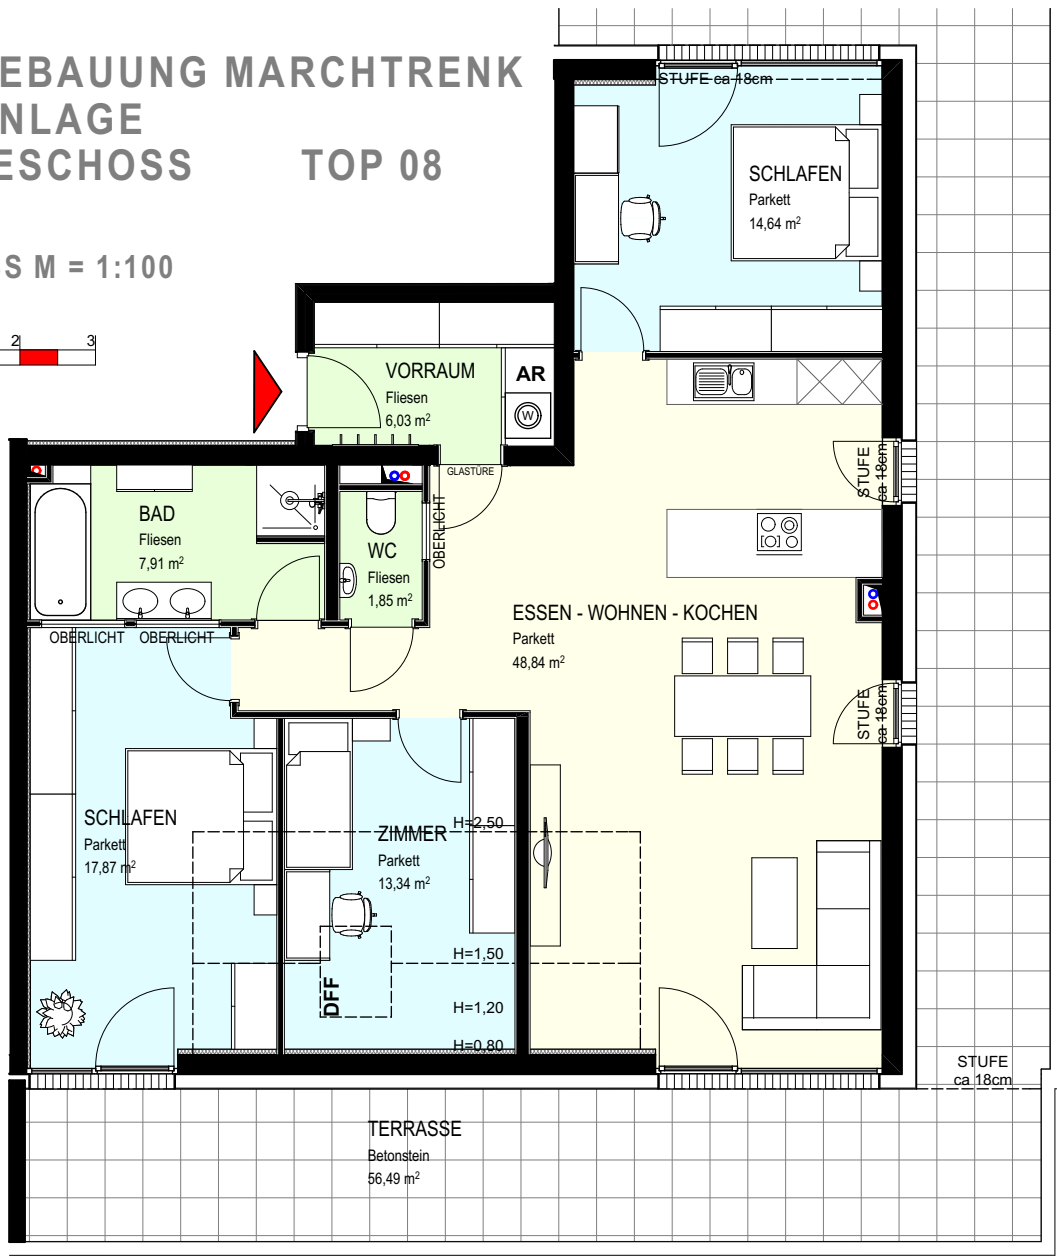 EBAUUNG MARCHTRENK
NLAGE
ESCHOSS TOP 08
S M = 1:100
2 3
STUFE ca 18cm
SCHLAFEN
Parkett
14,64 m²
VORRAUM
Fliesen
6,03 m²
AR
W
GLASTÜRE
OBERLICHT
STUFE
ca 18cm
BAD
Fliesen
7,91 m²
WC
Fliesen
1,85 m²
ESSEN - WOHNEN - KOCHEN
Parkett
48,84 m²
OBERLICHT OBERLICHT
STUFE
ca 18cm
SCHLAFEN
Parkett
17,87 m²
ZIMMER
Parkett
13,34 m²
H=2,50
H=1,50
H=1,20
H=0,80
DFF
STUFE
ca 18cm
TERRASSE
Betonstein
56,49 m²